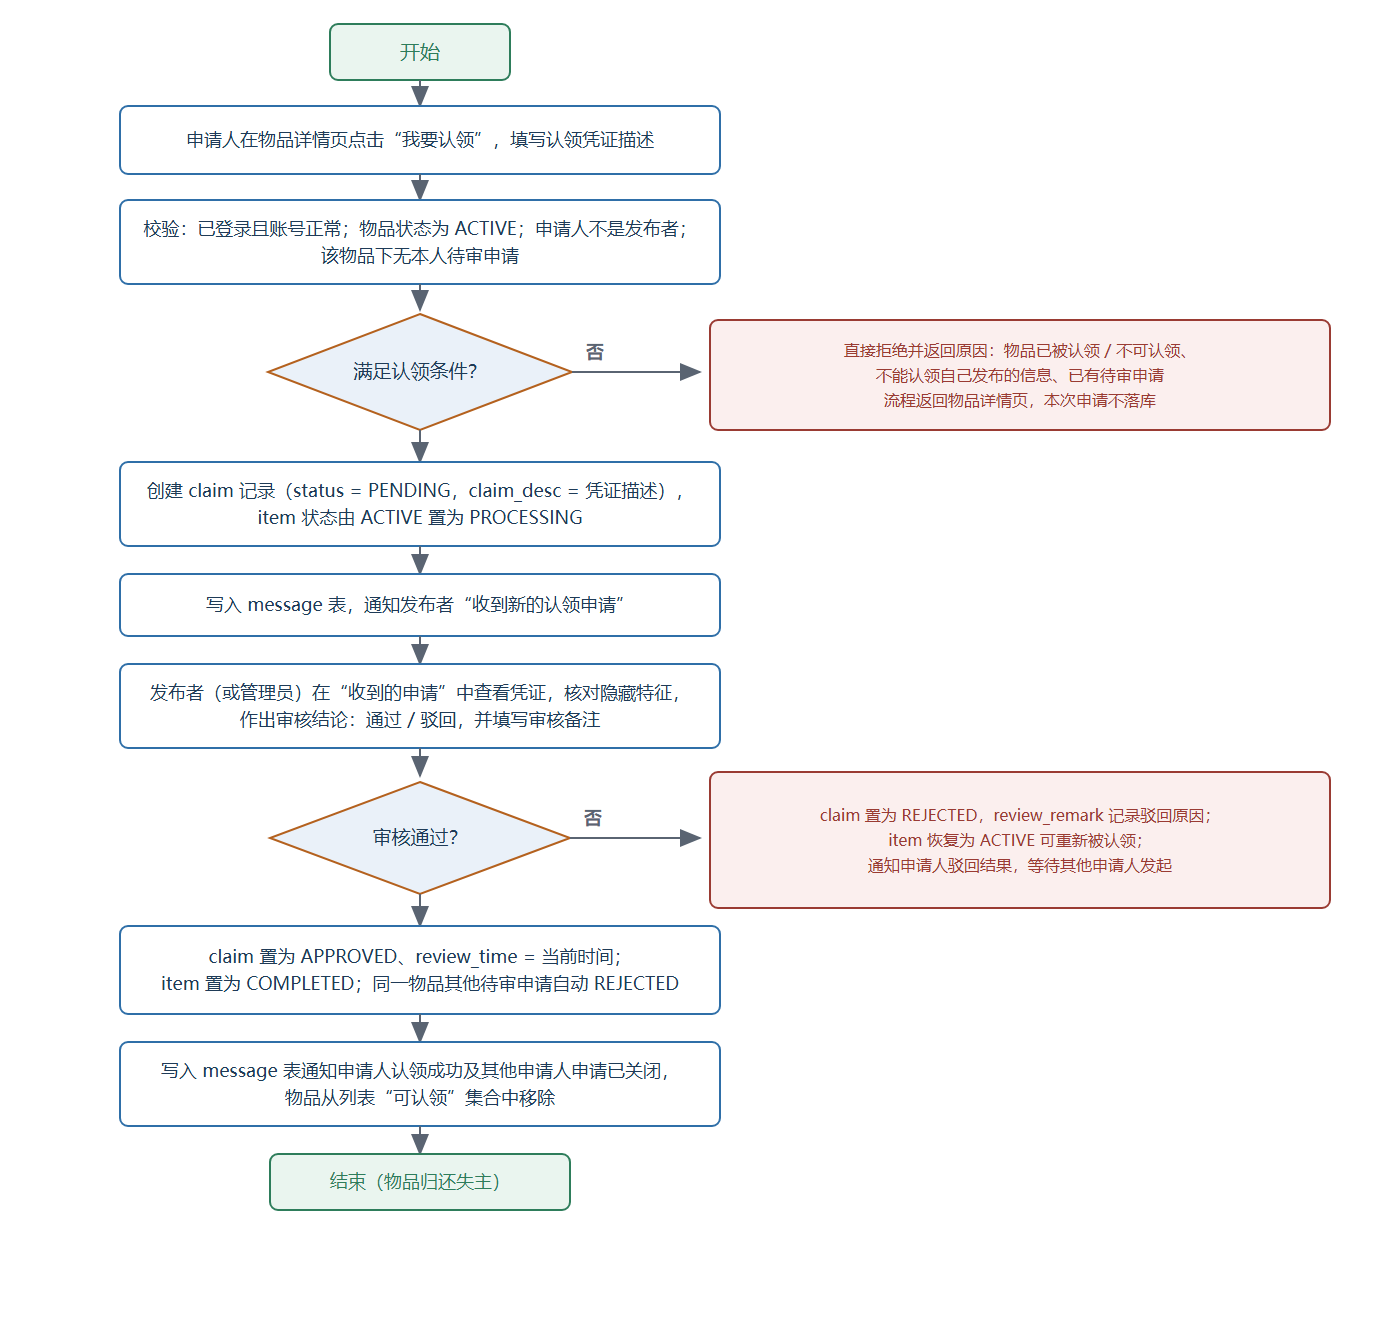 开始
申请人在物品详情页点击“我要认领”，填写认领凭证描述
校验：已登录且账号正常；物品状态为 ACTIVE；申请人不是发布者；
该物品下无本人待审申请
满足认领条件？
否
直接拒绝并返回原因：物品已被认领 / 不可认领、
不能认领自己发布的信息、已有待审申请
流程返回物品详情页，本次申请不落库
创建 claim 记录（status = PENDING，claim_desc = 凭证描述），
item 状态由 ACTIVE 置为 PROCESSING
写入 message 表，通知发布者“收到新的认领申请”
发布者（或管理员）在“收到的申请”中查看凭证，核对隐藏特征，
作出审核结论：通过 / 驳回，并填写审核备注
审核通过？
否
claim 置为 REJECTED，review_remark 记录驳回原因；
item 恢复为 ACTIVE 可重新被认领；
通知申请人驳回结果，等待其他申请人发起
claim 置为 APPROVED、review_time = 当前时间；
item 置为 COMPLETED；同一物品其他待审申请自动 REJECTED
写入 message 表通知申请人认领成功及其他申请人申请已关闭，
物品从列表“可认领”集合中移除
结束（物品归还失主）